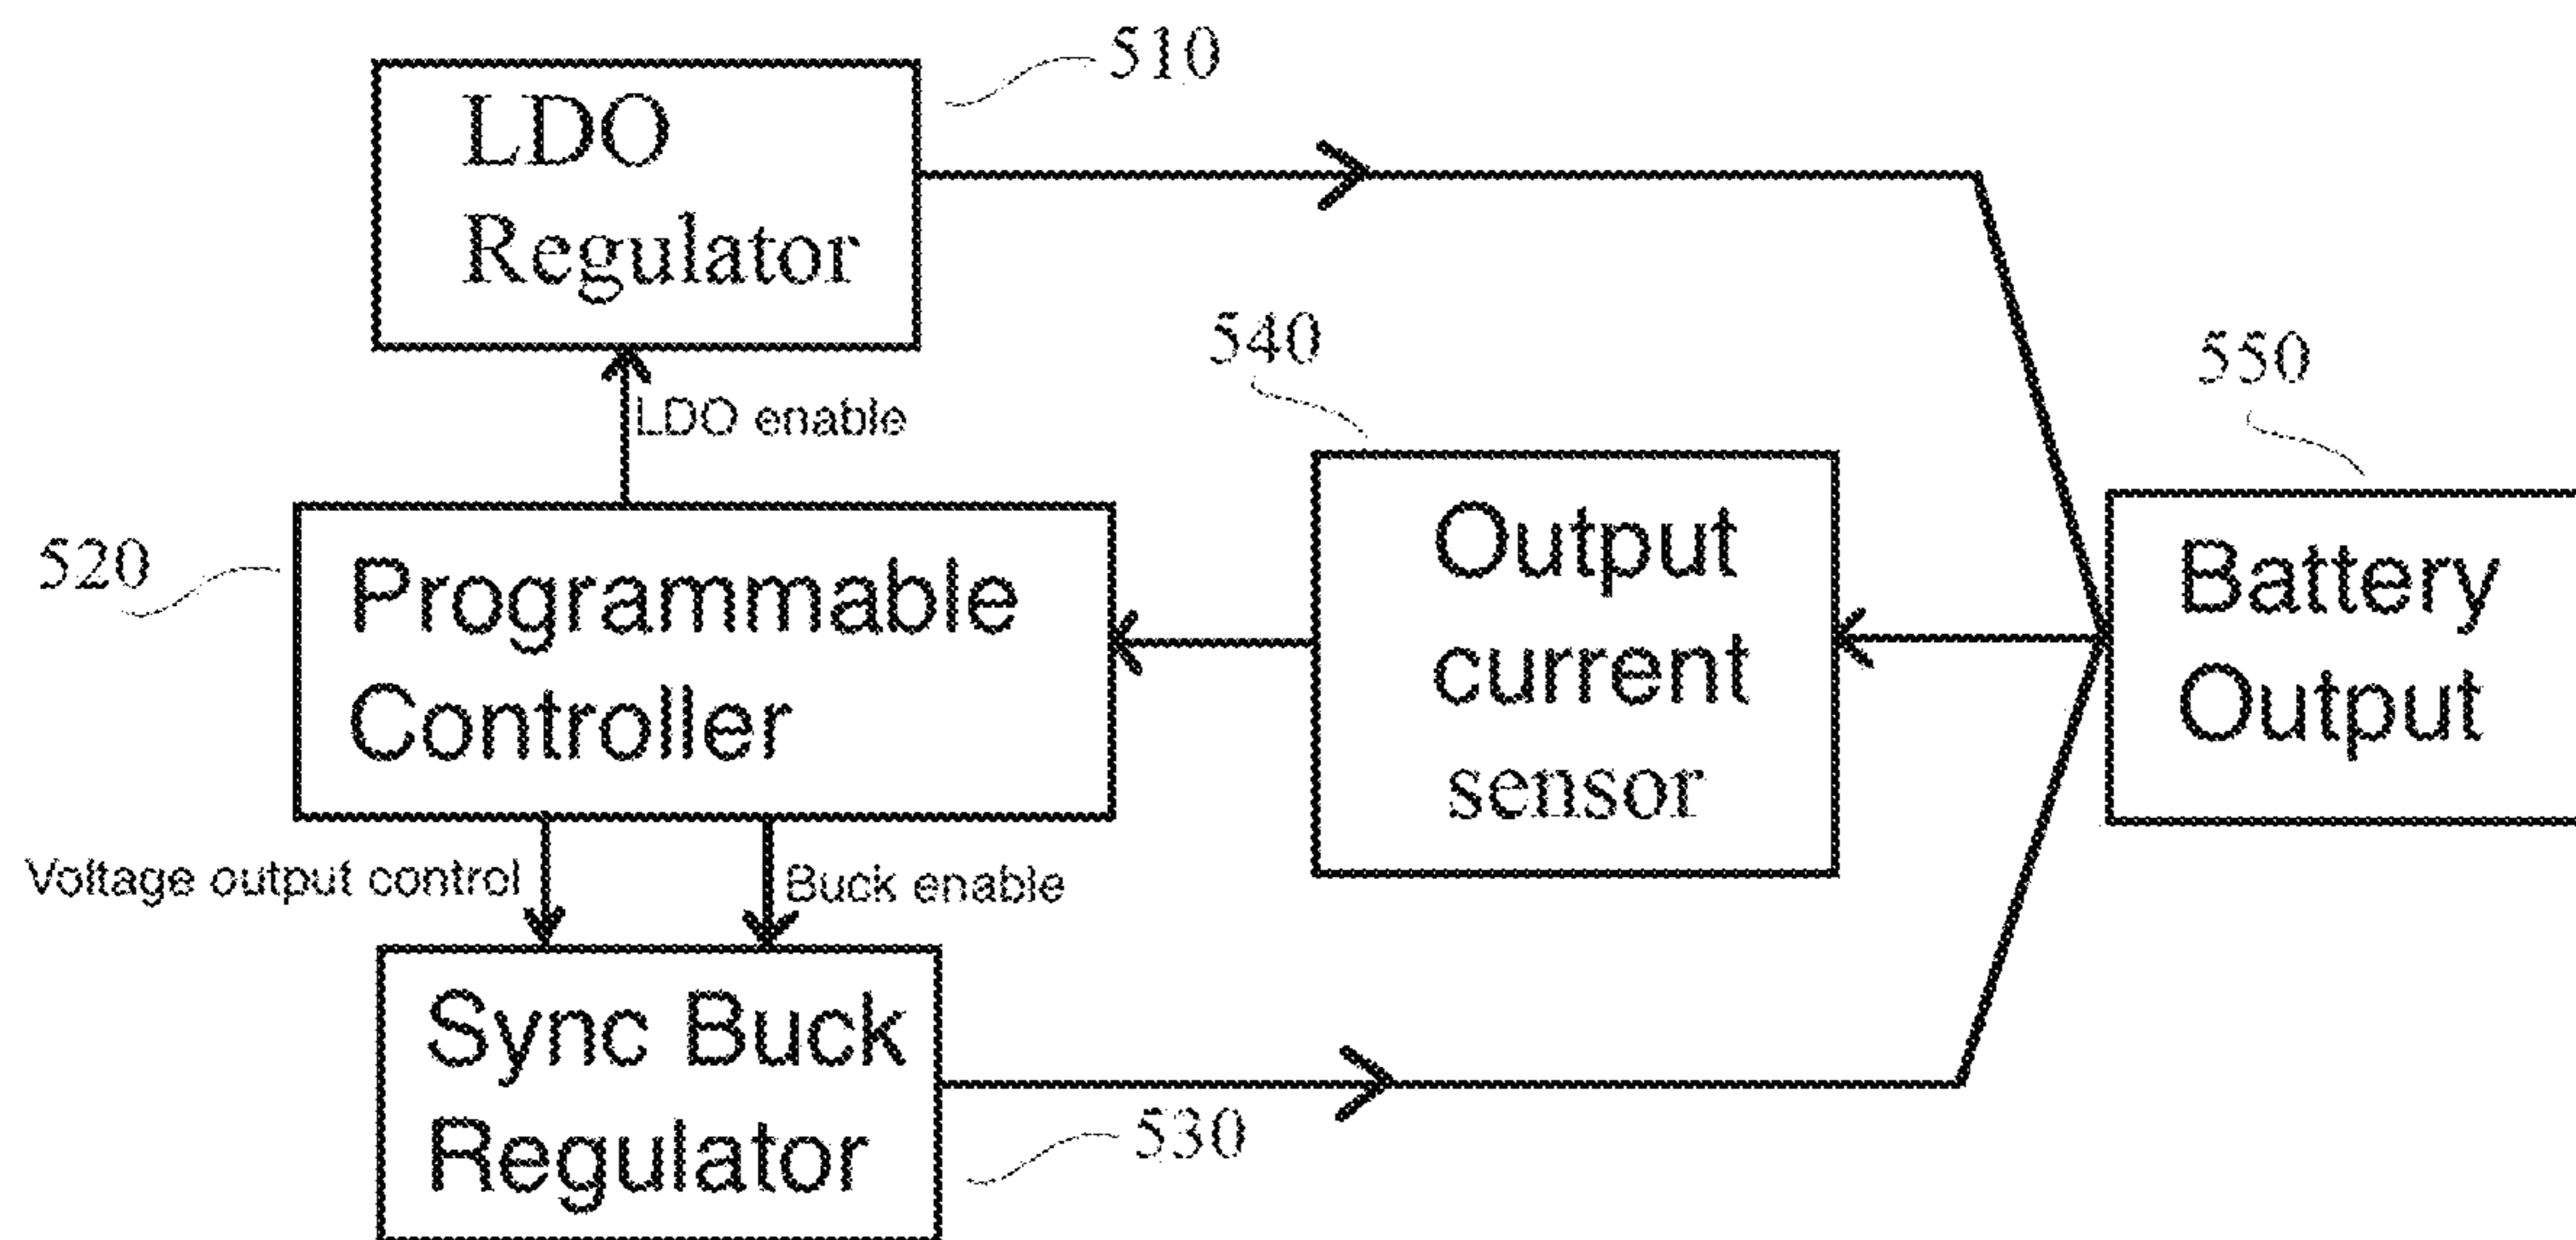 510
LDO
Regulator
540
550
LDO enable
520
Programmable
Controller
Output
current
sensor
Battery
Output
Voltage output control
Buck enable
Sync Buck
Regulator
530